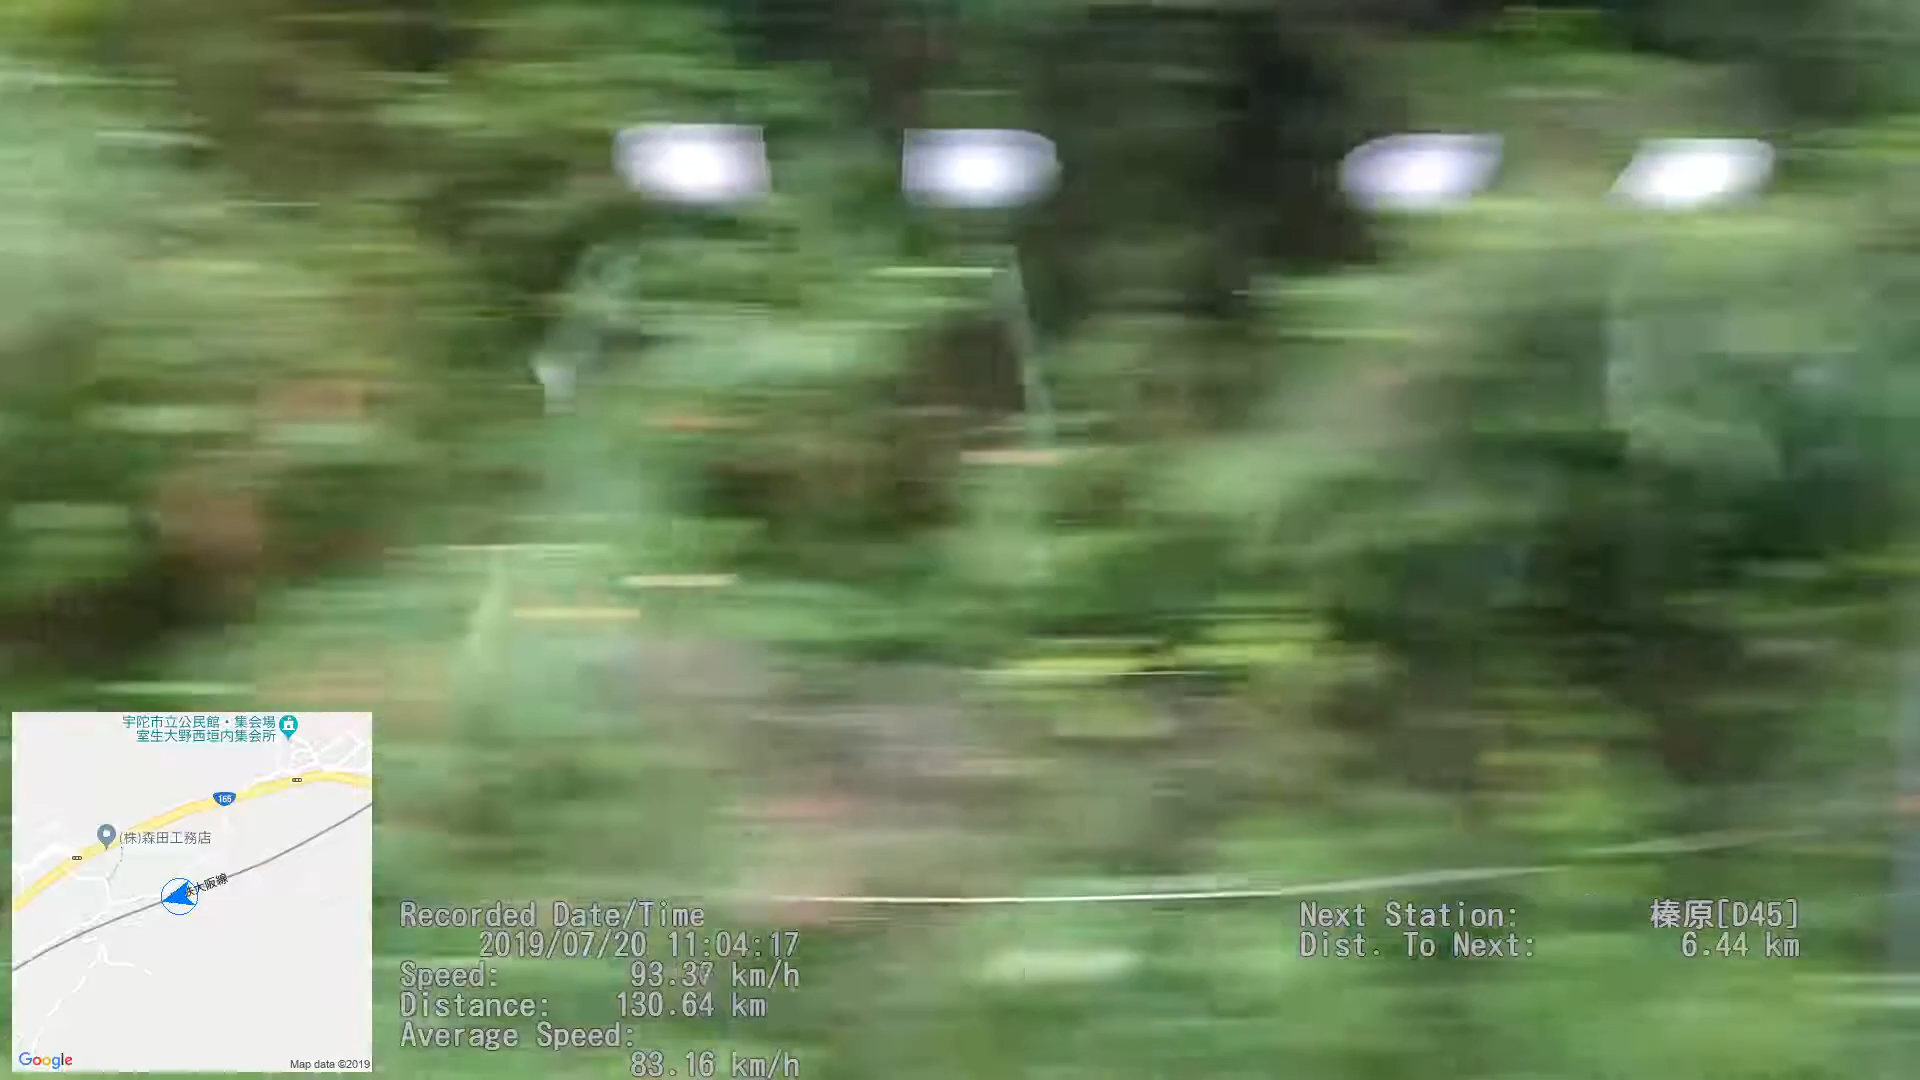 宇陀市立公民館・集会場
室生大野西垣内集会所
165
(株)森田工務店
鉄大阪線
Google
Map data ©2019
Recorded Date/Time
2019/07/20 11:04:17
Speed: 93.37 km/h
Distance: 130.64 km
Average Speed:
83.16 km/h
Next Station: 榛原[D45]
Dist. To Next: 6.44 km